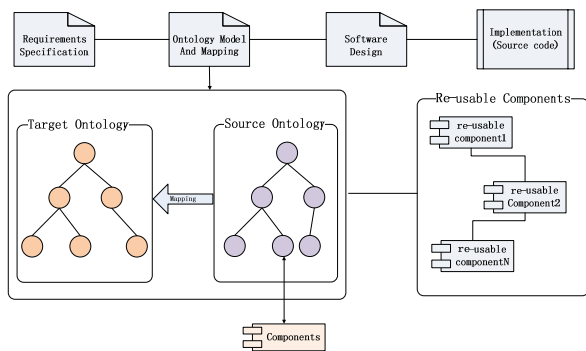 Requirements
Specification
Ontology Model
And Mapping
Software
Design
Implementation
(Source code)
Target Ontology
Source Ontology
Mapping
Re-usable Components
re-usable
component1
re-usable
Component2
re-usable
componentN
Components